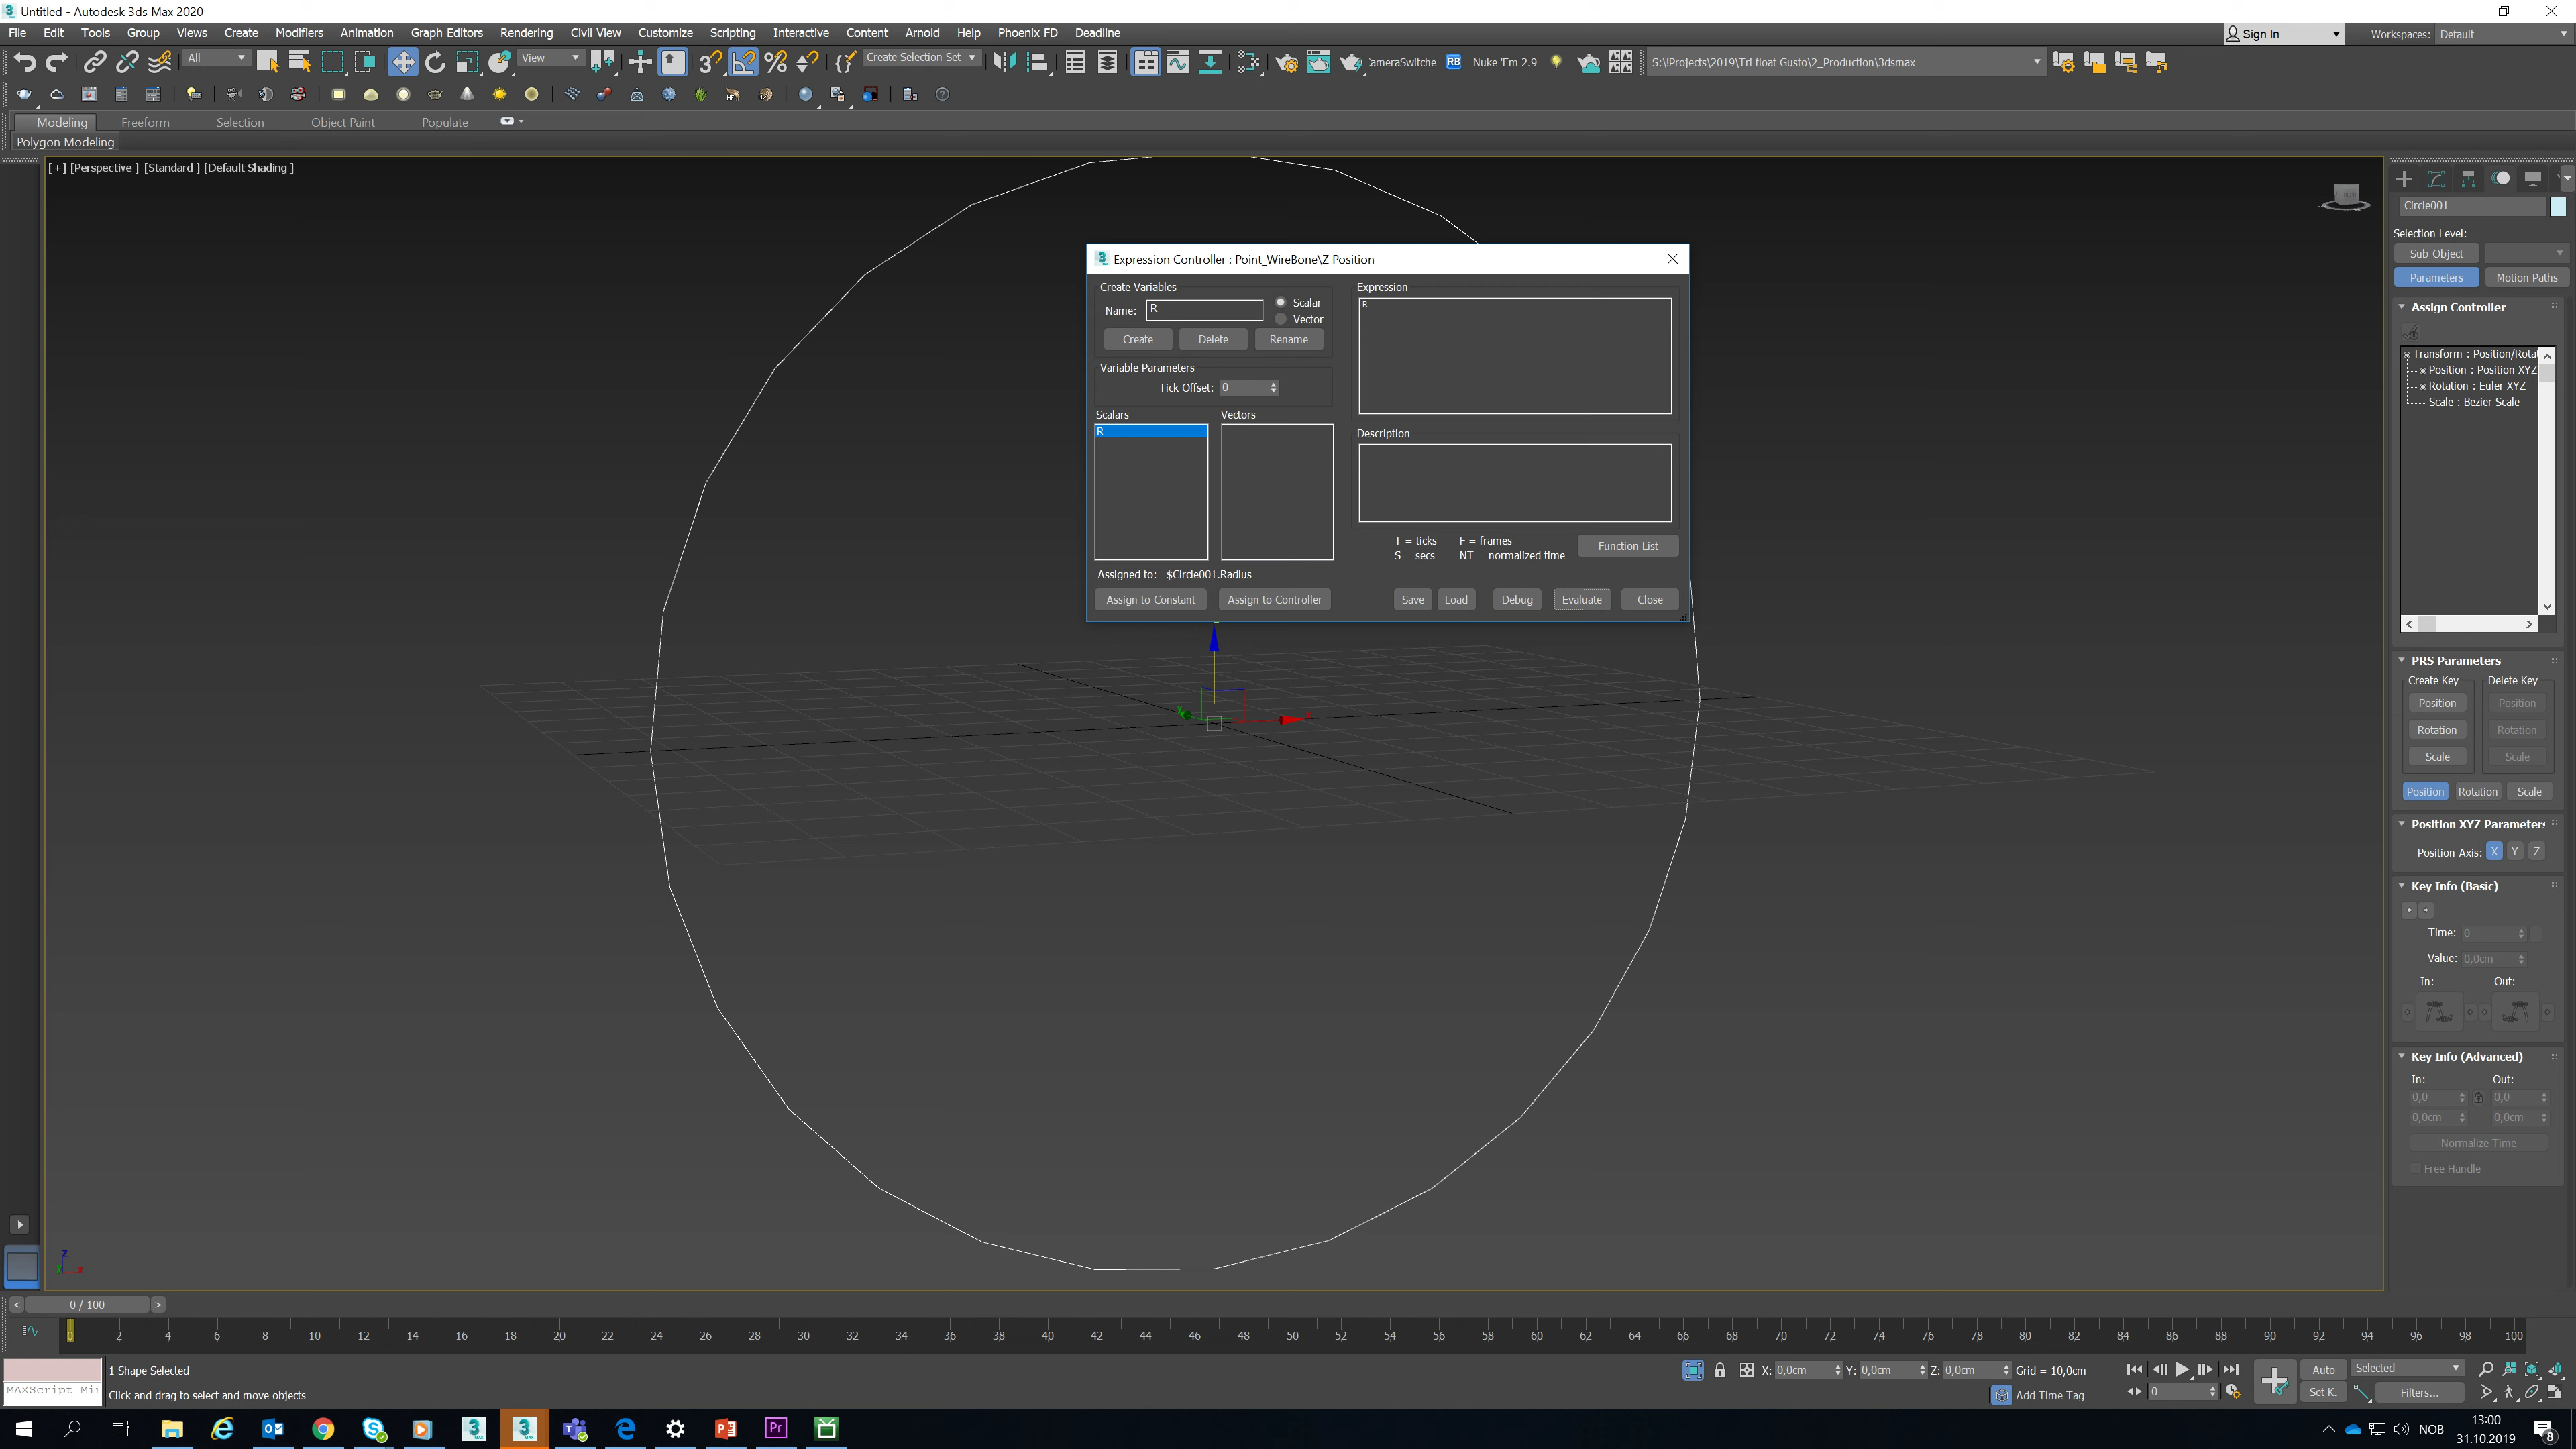 Untitled - Autodesk 3ds Max 2020
File Edit Tools Group Views Create Modifiers Animation Graph Editors Rendering Civil View Customize Scripting Interactive Content Arnold Help Phoenix FD Deadline
Sign In Workspaces: Default
All View Create Selection Set ameraSwitche RB Nuke 'Em 2.9 S:\!Projects\2019\Tri float Gusto\2_Production\3dsmax
Modeling Freeform Selection Object Paint Populate
Polygon Modeling
[+] [Perspective ] [Standard ] [Default Shading ]
Expression Controller : Point_WireBone\Z Position
Create Variables
Name: R
Scalar
Vector
Create Delete Rename
Variable Parameters
Tick Offset: 0
Scalars Vectors
R
Assigned to: $Circle001.Radius
Assign to Constant Assign to Controller
Expression
R
Description
T = ticks F = frames
S = secs NT = normalized time
Function List
Save Load Debug Evaluate Close
Circle001
Selection Level:
Sub-Object
Parameters Motion Paths
Assign Controller
Transform : Position/Rotat
Position : Position XYZ
Rotation : Euler XYZ
Scale : Bezier Scale
PRS Parameters
Create Key Delete Key
Position Position
Rotation Rotation
Scale Scale
Position Rotation Scale
Position XYZ Parameters
Position Axis: X Y Z
Key Info (Basic)
Time: 0
Value: 0,0cm
In: Out:
Key Info (Advanced)
In: Out:
0,0 0,0
0,0cm 0,0cm
Normalize Time
Free Handle
y x
z x
< 0 / 100 >
0 2 4 6 8 10 12 14 16 18 20 22 24 26 28 30 32 34 36 38 40 42 44 46 48 50 52 54 56 58 60 62 64 66 68 70 72 74 76 78 80 82 84 86 88 90 92 94 96 98 100
1 Shape Selected
X: 0,0cm Y: 0,0cm Z: 0,0cm Grid = 10,0cm
Auto Selected
MAXScript Mi
Click and drag to select and move objects
Add Time Tag
0
Set K. Filters...
NOB
13:00
31.10.2019
8